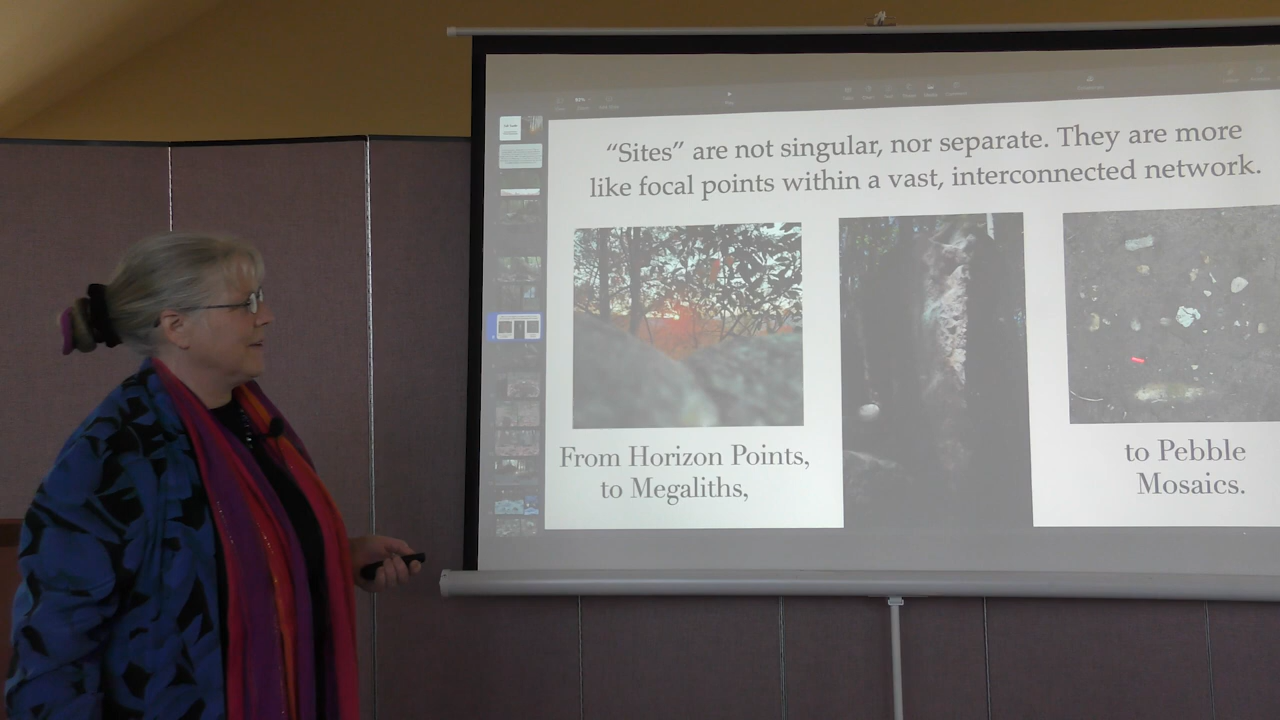 “Sites” are not singular, nor separate. They are more
like focal points within a vast, interconnected network.
From Horizon Points,
to Megaliths,
to Pebble
Mosaics.